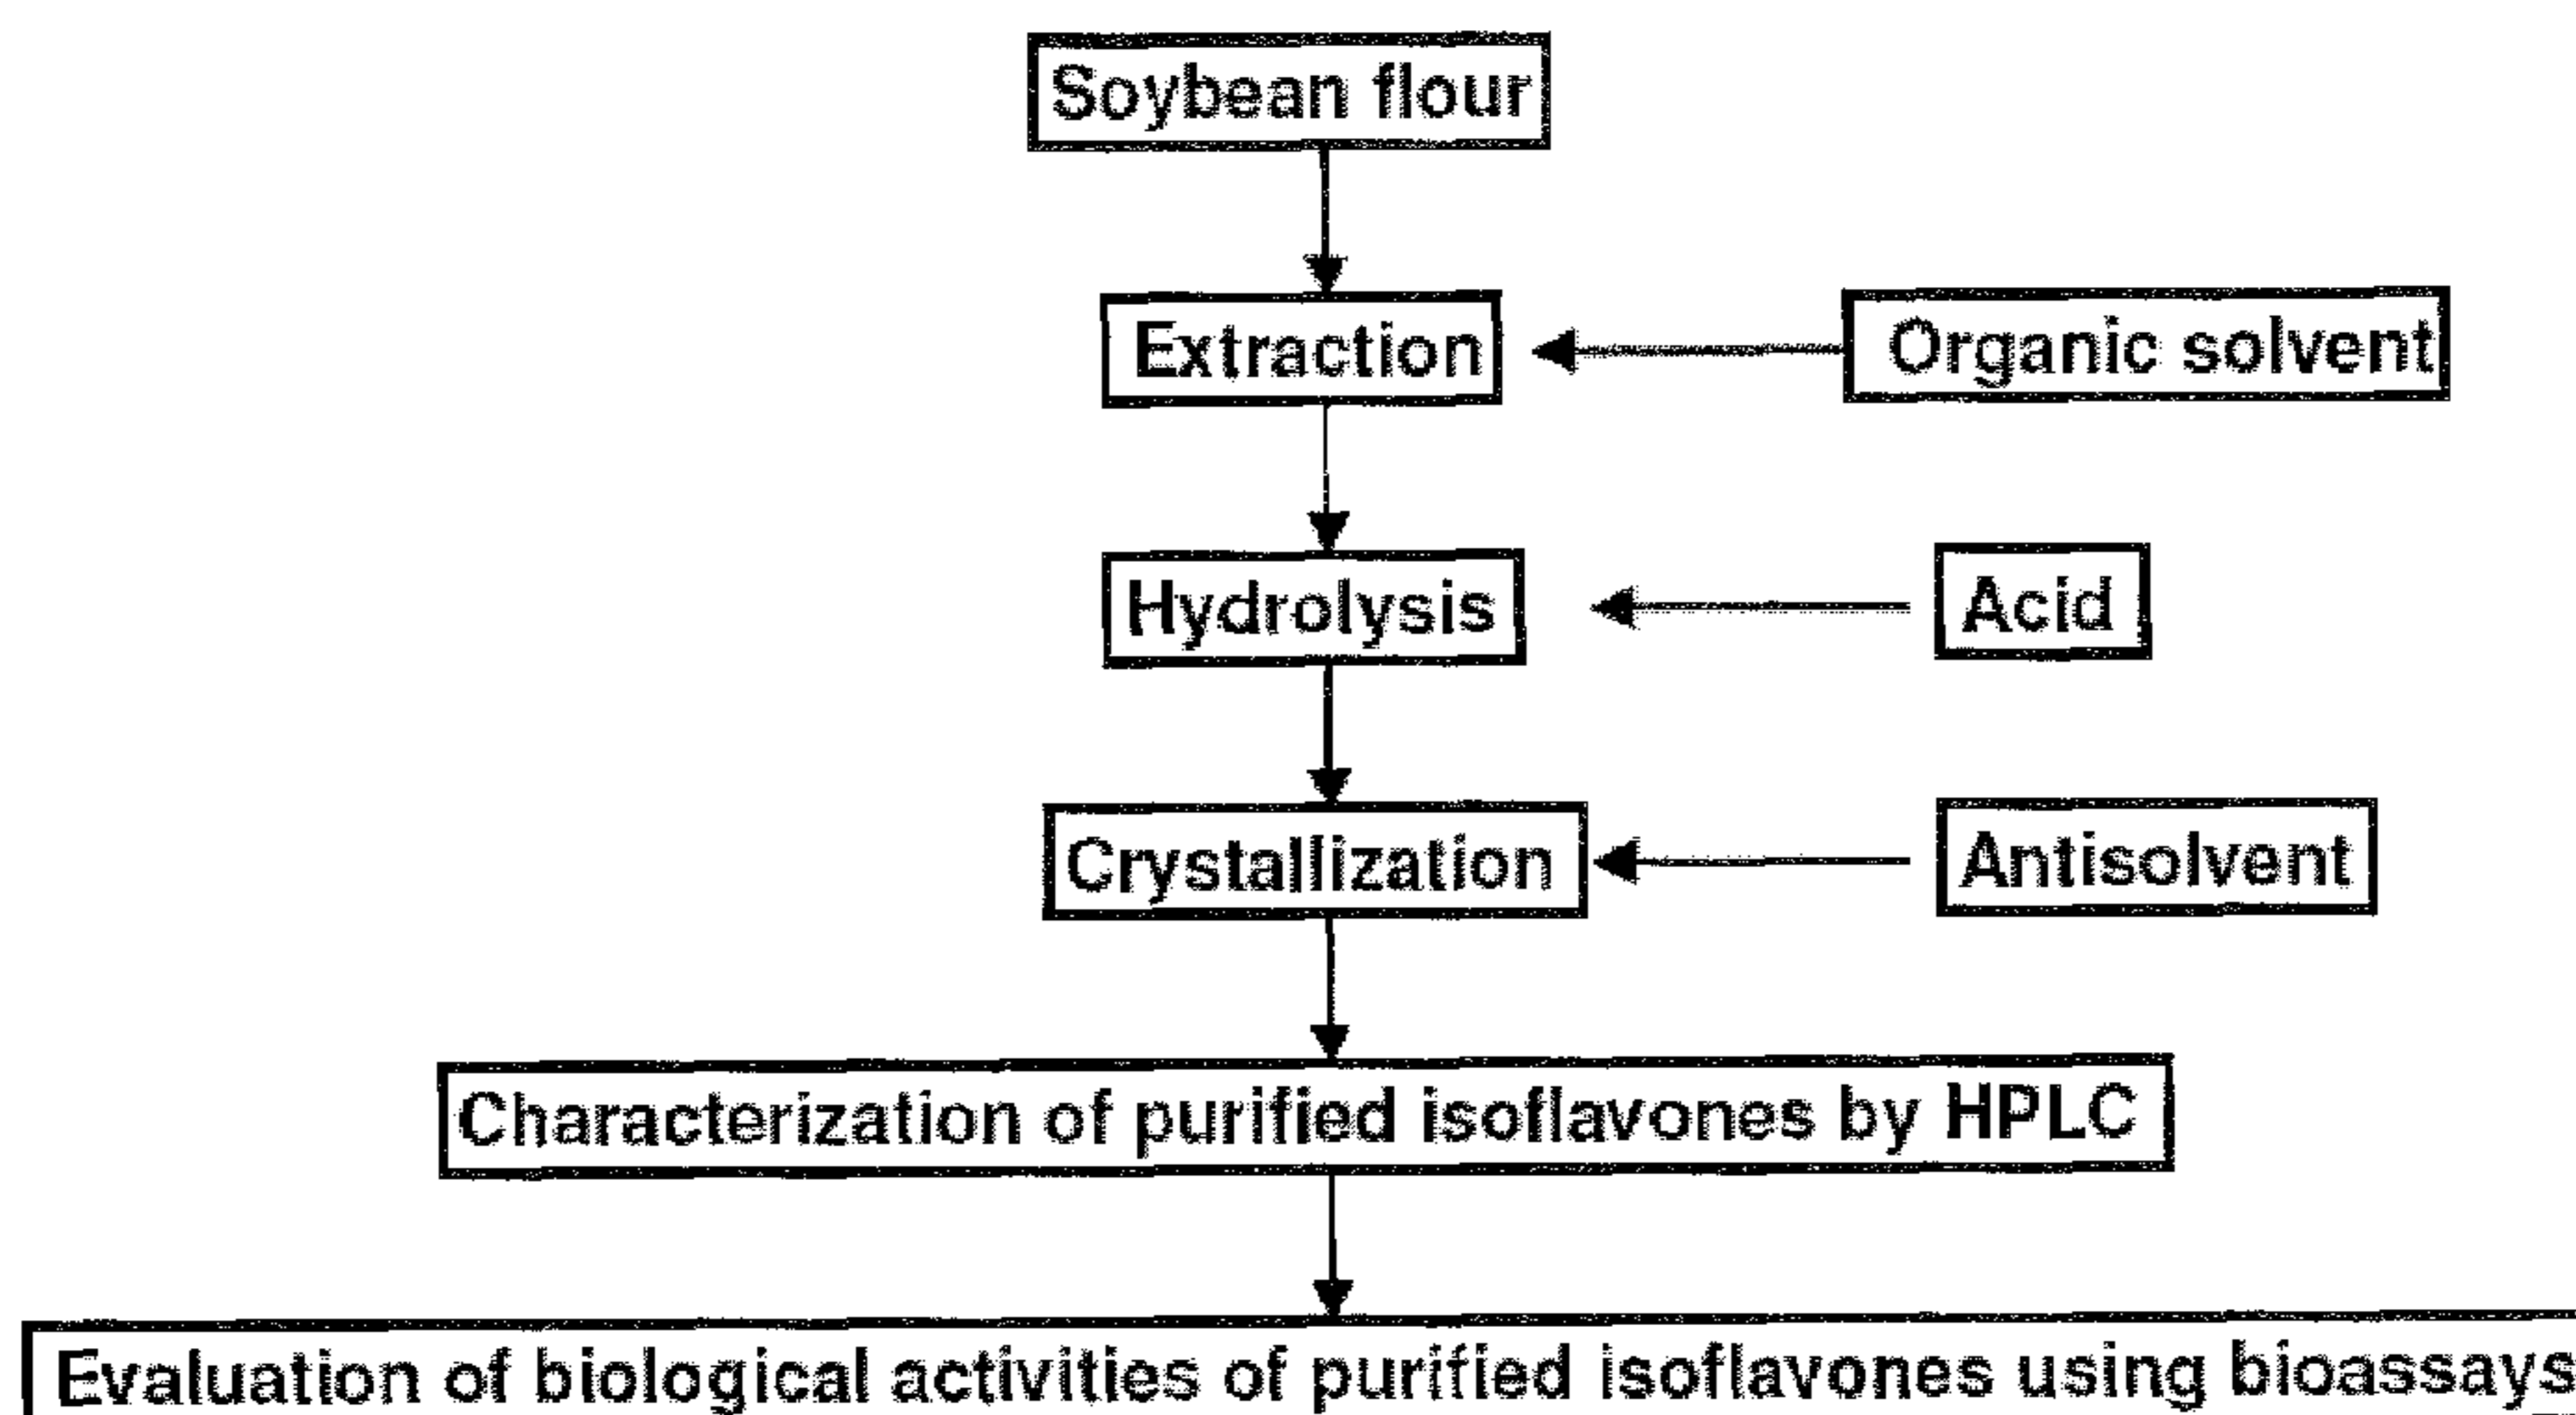 Soybean flour
Extraction
Organic solvent
Hydrolysis
Acid
Crystallization
Antisolvent
Characterization of purified isoflavones by HPLC
Evaluation of biological activities of purified isoflavones using bioassays